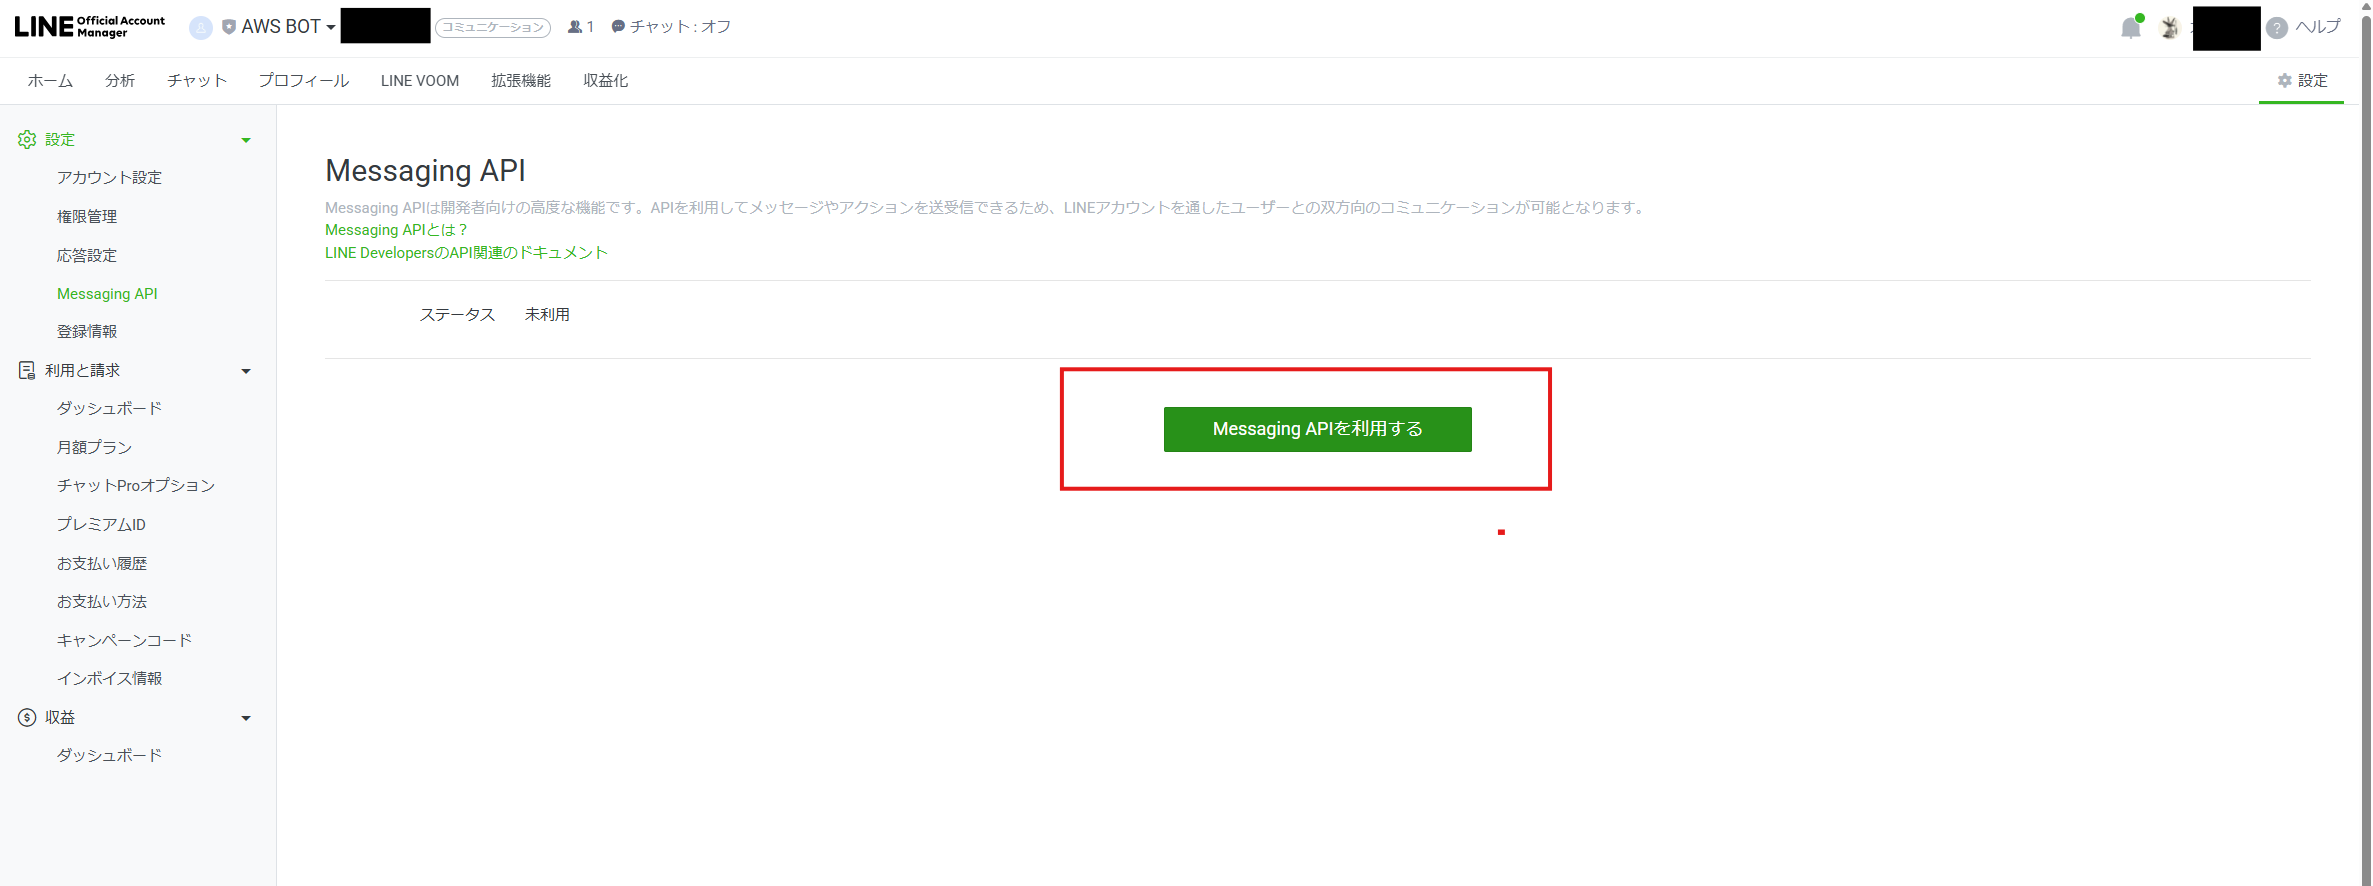 LINE Official Account Manager
AWS BOT
コミュニケーション
1
チャット : オフ
? ヘルプ
ホーム
分析
チャット
プロフィール
LINE VOOM
拡張機能
収益化
設定
設定
アカウント設定
権限管理
応答設定
Messaging API
登録情報
利用と請求
ダッシュボード
月額プラン
チャットProオプション
プレミアムID
お支払い履歴
お支払い方法
キャンペーンコード
インボイス情報
収益
ダッシュボード
Messaging API
Messaging APIは開発者向けの高度な機能です。APIを利用してメッセージやアクションを送受信できるため、LINEアカウントを通したユーザーとの双方向のコミュニケーションが可能となります。
Messaging APIとは？
LINE DevelopersのAPI関連のドキュメント
ステータス 未利用
Messaging APIを利用する